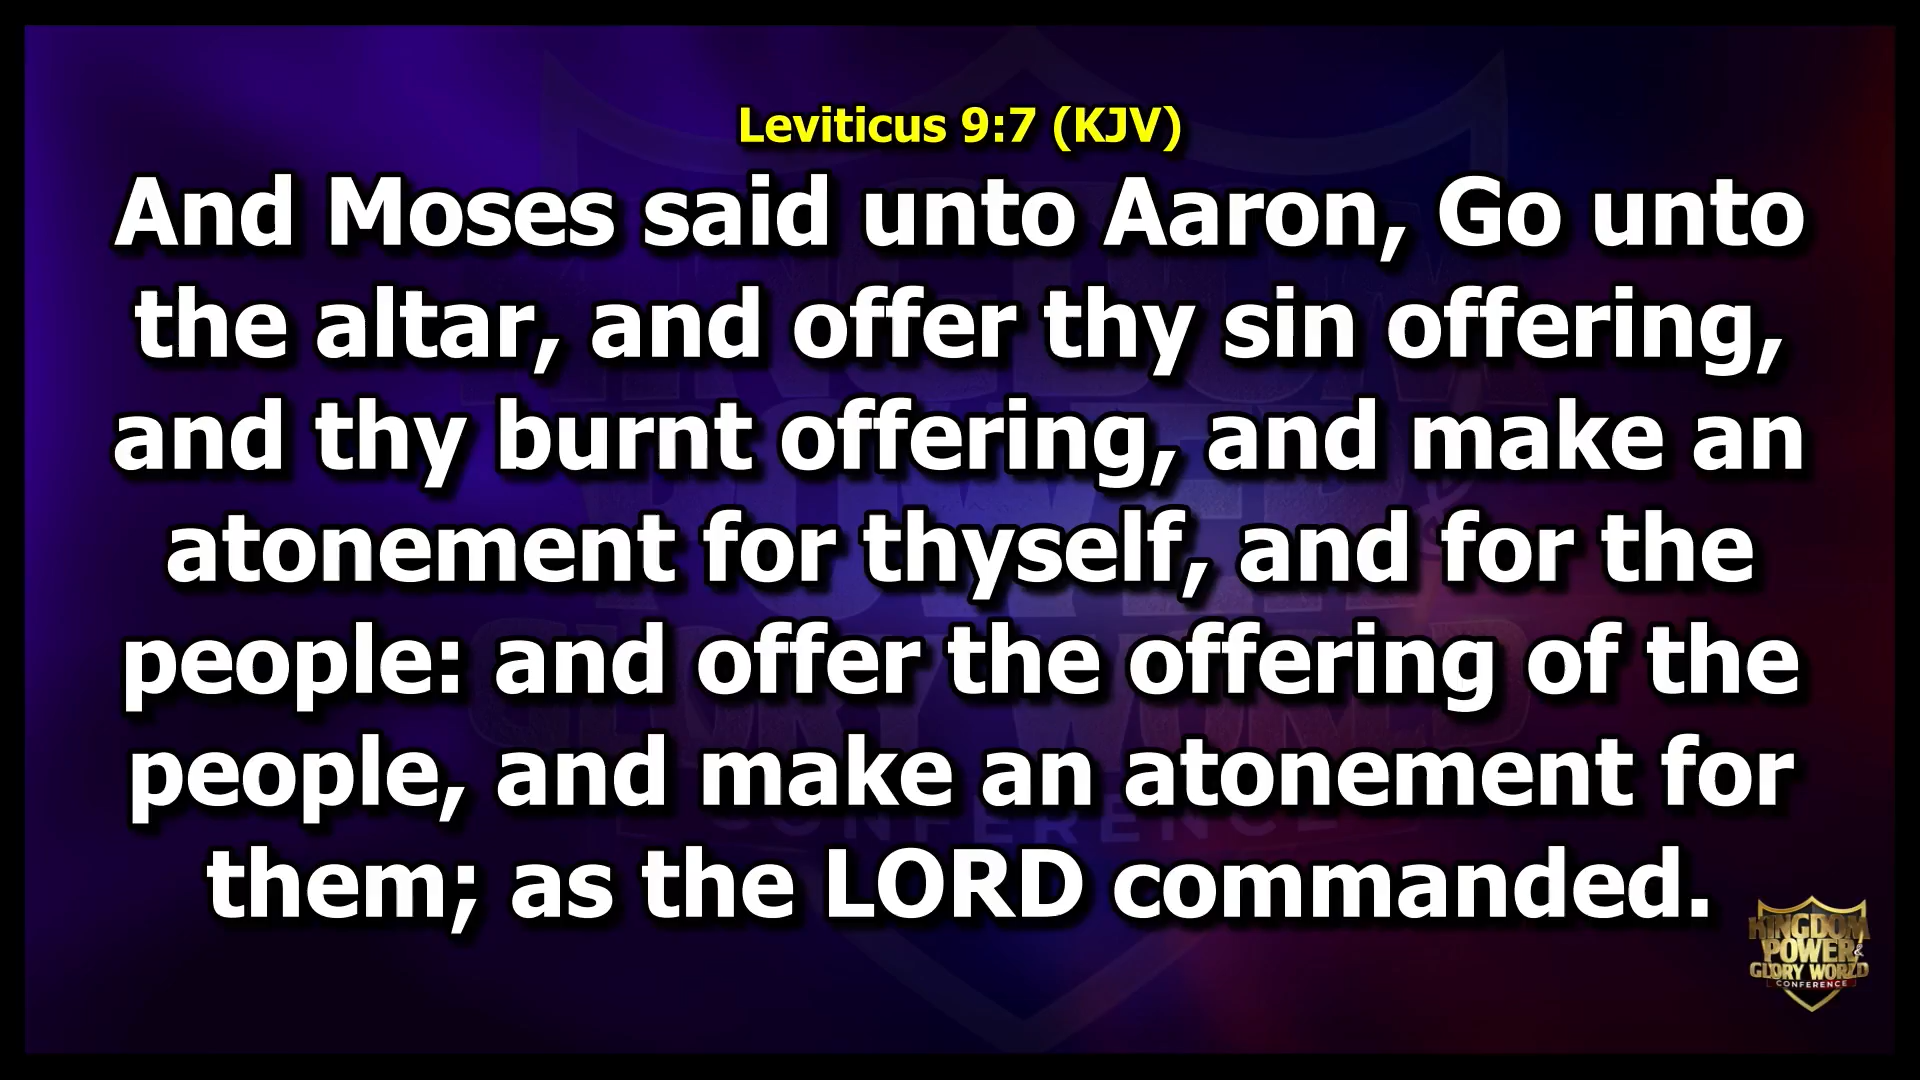 Leviticus 9:7 (KJV)
And Moses said unto Aaron, Go unto
the altar, and offer thy sin offering,
and thy burnt offering, and make an
atonement for thyself, and for the
people: and offer the offering of the
people, and make an atonement for
them; as the LORD commanded.
KINGDOM
POWER &
GLORY WORLD
CONFERENCE